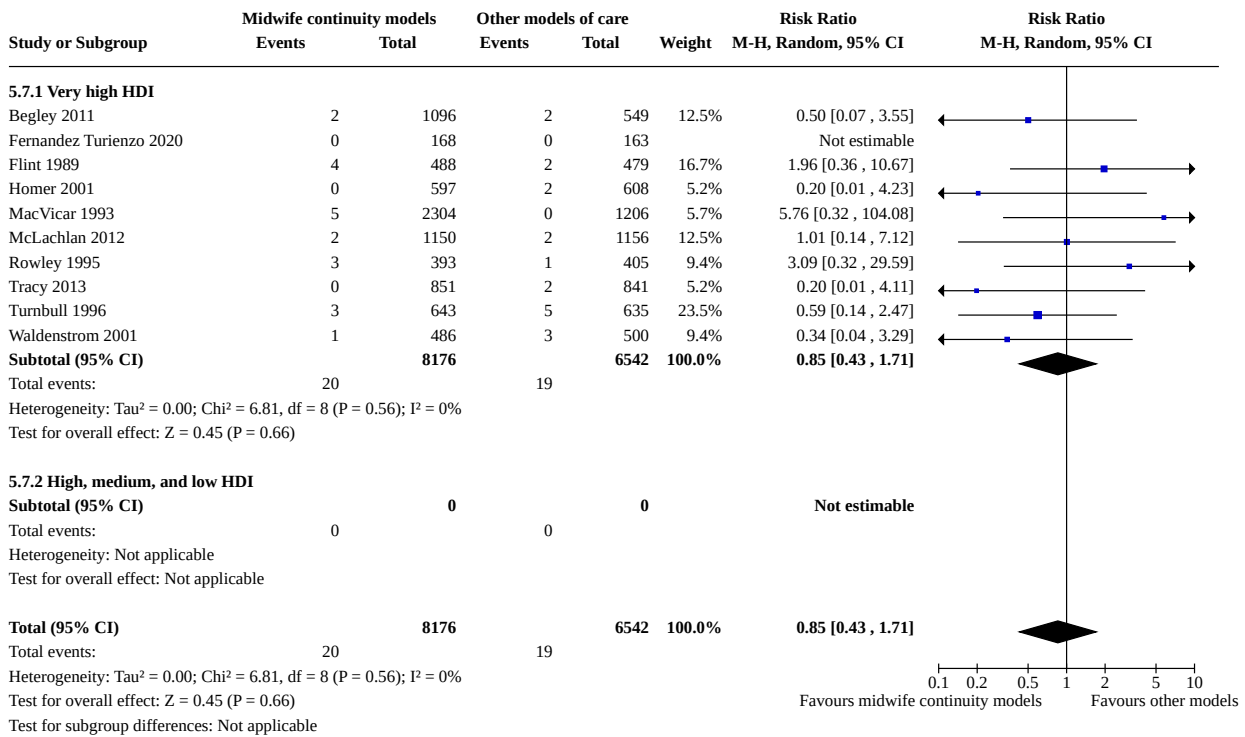 Midwife continuity models Other models of care Risk Ratio Risk Ratio
Study or Subgroup Events Total Events Total Weight M-H, Random, 95% CI M-H, Random, 95% CI
5.7.1 Very high HDI
Begley 2011 2 1096 2 549 12.5% 0.50 [0.07 , 3.55]
Fernandez Turienzo 2020 0 168 0 163 Not estimable
Flint 1989 4 488 2 479 16.7% 1.96 [0.36 , 10.67]
Homer 2001 0 597 2 608 5.2% 0.20 [0.01 , 4.23]
MacVicar 1993 5 2304 0 1206 5.7% 5.76 [0.32 , 104.08]
McLachlan 2012 2 1150 2 1156 12.5% 1.01 [0.14 , 7.12]
Rowley 1995 3 393 1 405 9.4% 3.09 [0.32 , 29.59]
Tracy 2013 0 851 2 841 5.2% 0.20 [0.01 , 4.11]
Turnbull 1996 3 643 5 635 23.5% 0.59 [0.14 , 2.47]
Waldenstrom 2001 1 486 3 500 9.4% 0.34 [0.04 , 3.29]
Subtotal (95% CI) 8176 6542 100.0% 0.85 [0.43 , 1.71]
Total events: 20 19
Heterogeneity: Tau² = 0.00; Chi² = 6.81, df = 8 (P = 0.56); I² = 0%
Test for overall effect: Z = 0.45 (P = 0.66)
5.7.2 High, medium, and low HDI
Subtotal (95% CI) 0 0 Not estimable
Total events: 0 0
Heterogeneity: Not applicable
Test for overall effect: Not applicable
Total (95% CI) 8176 6542 100.0% 0.85 [0.43 , 1.71]
Total events: 20 19
Heterogeneity: Tau² = 0.00; Chi² = 6.81, df = 8 (P = 0.56); I² = 0%
0.1 0.2 0.5 1 2 5 10
Test for overall effect: Z = 0.45 (P = 0.66) Favours midwife continuity models Favours other models
Test for subgroup differences: Not applicable